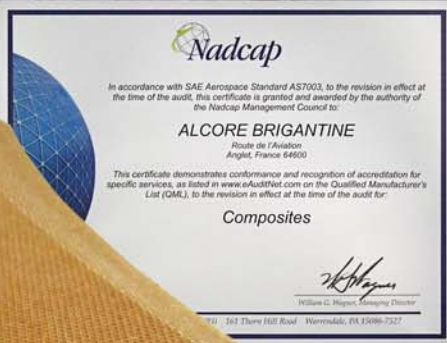 Nadcap
In accordance with SAE Aerospace Standard AS7003, to the revision in effect at
the time of the audit, this certificate is granted and awarded by the authority of
the Nadcap Management Council to:
ALCORE BRIGANTINE
Route de l'Aviation
Anglet, France 64600
This certificate demonstrates conformance and recognition of accreditation for
specific services, as listed in www.eAuditNet.com on the Qualified Manufacturer's
List (QML), to the revision in effect at the time of the audit for:
Composites
William G. Wagner, Managing Director
161 Thorn Hill Road Warrendale, PA 15086-7527